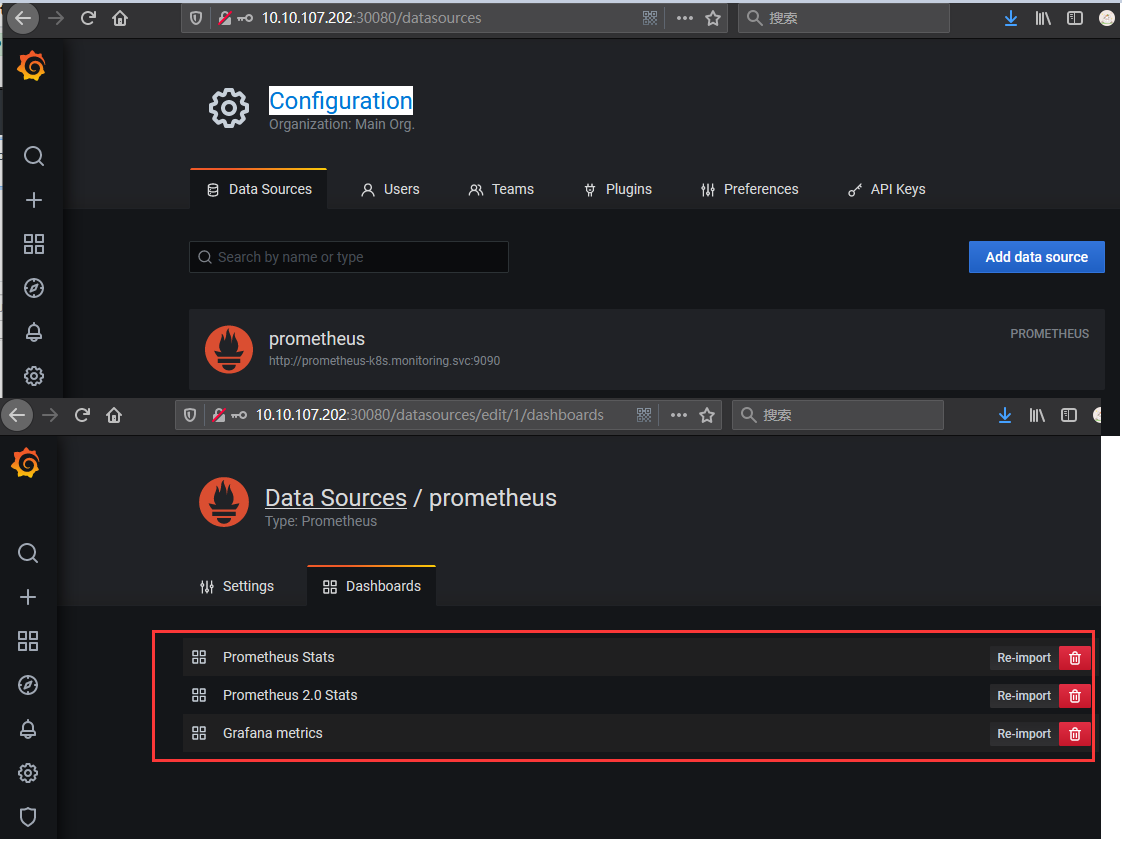 10.10.107.202:30080/datasources
搜索
Configuration
Organization: Main Org.
Data Sources
Users
Teams
Plugins
Preferences
API Keys
Search by name or type
Add data source
prometheus
PROMETHEUS
http://prometheus-k8s.monitoring.svc:9090
10.10.107.202:30080/datasources/edit/1/dashboards
搜索
Data Sources / prometheus
Type: Prometheus
Settings
Dashboards
Prometheus Stats
Re-import
Prometheus 2.0 Stats
Re-import
Grafana metrics
Re-import